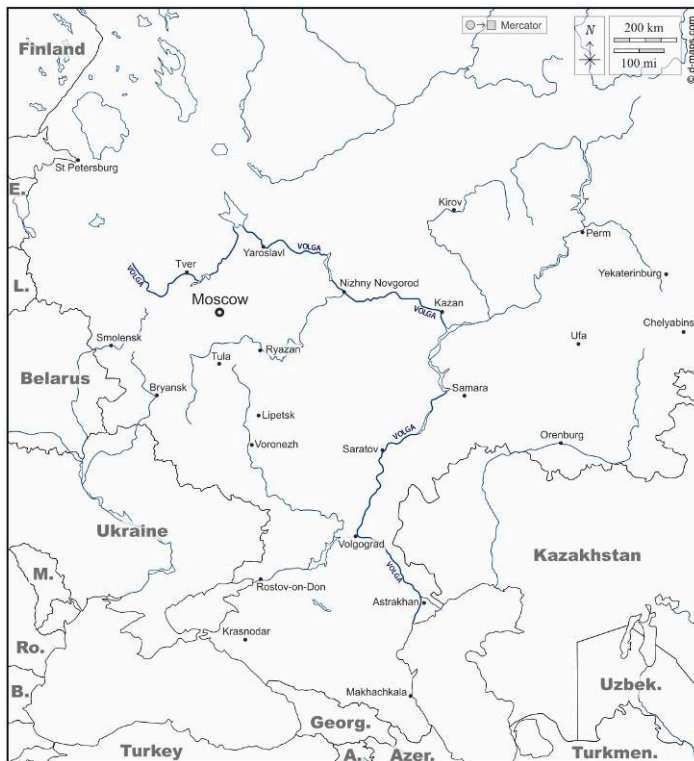 Mercator
N
200 km
100 mi
© d-maps.com
Finland
St Petersburg
E.
Kirov
Perm
Yaroslavl
VOLGA
Tver
VOLGA
Yekaterinburg
L.
Nizhny Novgorod
Moscow
Kazan
VOLGA
Chelyabins
Smolensk
Ryazan
Ufa
Tula
Belarus
Bryansk
Samara
Lipetsk
VOLGA
Voronezh
Saratov
Orenburg
Ukraine
Volgograd
Kazakhstan
VOLGA
M.
Rostov-on-Don
Astrakhan
Krasnodar
Ro.
Uzbek.
Makhachkala
B.
Georg.
Turkey
A.
Azer.
Turkmen.